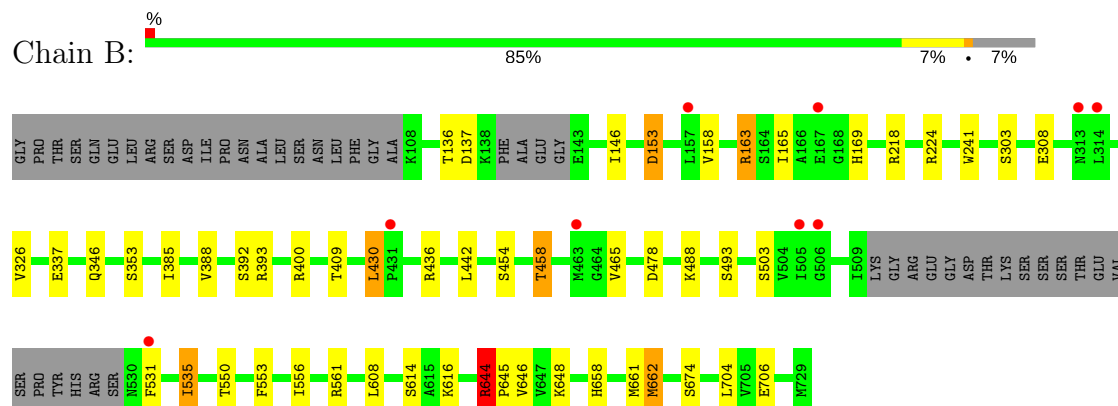 %
Chain B:
85% 7% • 7%
GLY PRO THR SER GLN GLU LEU ARG SER ASP ILE PRO ASN ALA LEU SER ASN LEU PHE GLY ALA K108 T136 D137 K138 PHE ALA GLU GLY E143 I146 D153 L157 V158 R163 S164 I165 A166 E167 G168 H169 R218 R224 W241 S303 E308 N313 L314
V326 E337 Q346 S353 I385 V388 S392 R393 R400 T409 L430 P431 R436 L442 S454 T458 M463 G464 V465 D478 K488 S493 S503 V504 I505 G506 I509 LYS GLY ARG GLU GLY ASP THR LYS SER SER SER THR GLU VAL
SER PRO TYR HIS ARG SER N530 F531 I535 T550 F553 I556 R561 L608 S614 A615 K616 R644 P645 V646 V647 K648 H658 M661 M662 S674 L704 V705 E706 M729